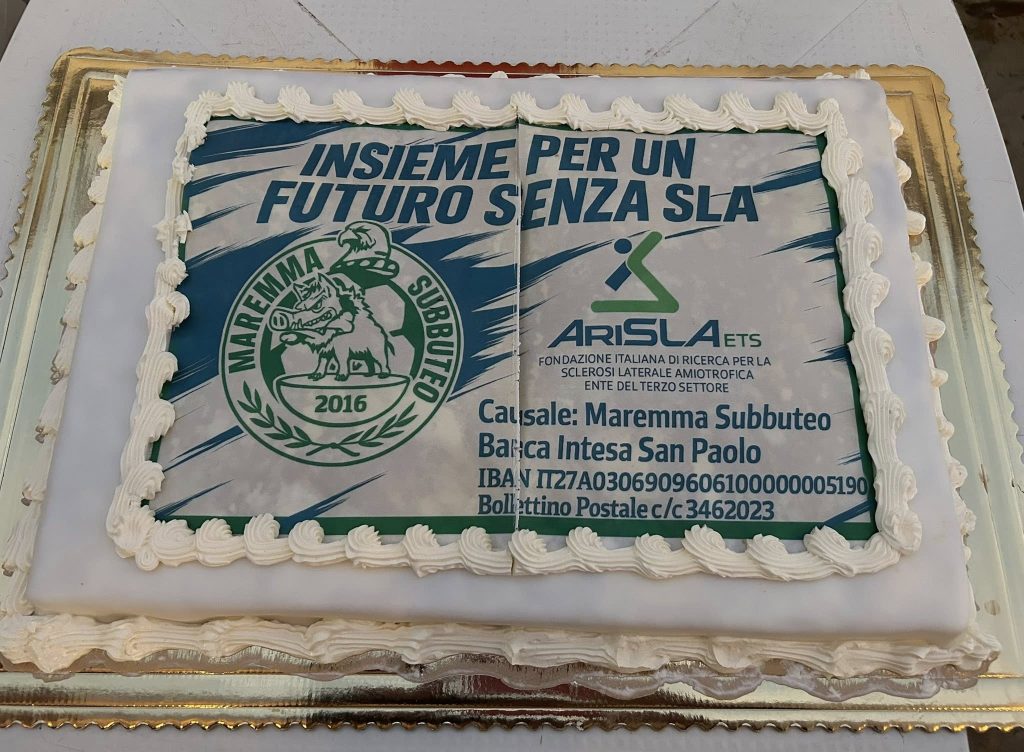 INSIEME PER UN
FUTURO SENZA SLA
MAREMMA SUBBUTEO
2016
ARISLA ETS
FONDAZIONE ITALIANA DI RICERCA PER LA
SCLEROSI LATERALE AMIOTROFICA
ENTE DEL TERZO SETTORE
Causale: Maremma Subbuteo
Banca Intesa San Paolo
IBAN IT27A0306909606100000005190
Bollettino Postale c/c 3462023